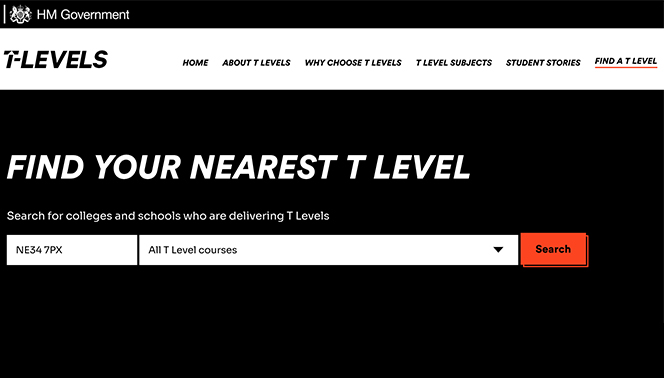 HM Government
T-LEVELS
HOME ABOUT T LEVELS WHY CHOOSE T LEVELS T LEVEL SUBJECTS STUDENT STORIES FIND A T LEVEL
FIND YOUR NEAREST T LEVEL
Search for colleges and schools who are delivering T Levels
NE34 7PX All T Level courses Search